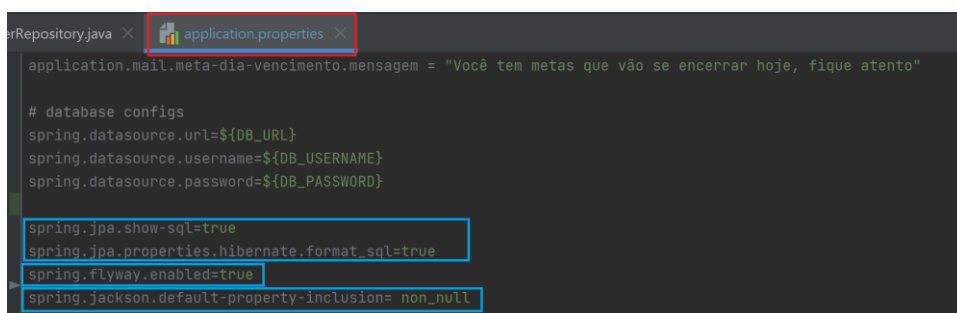 erRepository.java × application.properties ×
application.mail.meta-dia-vencimento.mensagem = "Você tem metas que vão se encerrar hoje, fique atento"
# database configs
spring.datasource.url=${DB_URL}
spring.datasource.username=${DB_USERNAME}
spring.datasource.password=${DB_PASSWORD}
spring.jpa.show-sql=true
spring.jpa.properties.hibernate.format_sql=true
spring.flyway.enabled=true
spring.jackson.default-property-inclusion= non_null